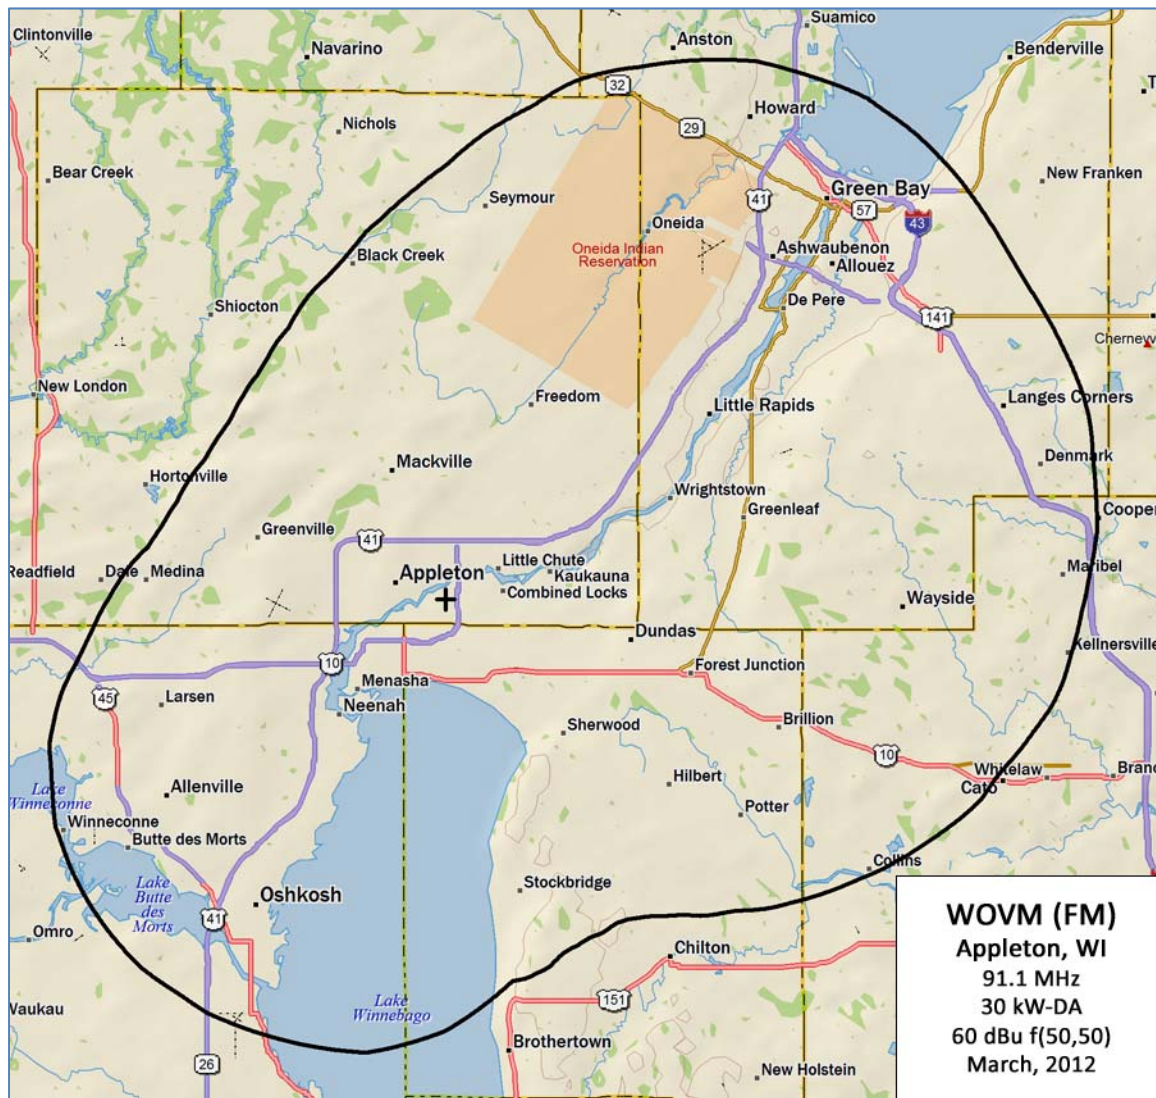 Clintonville
Navarino
Anston
Suamico
Benderville
32
T
Howard
Nichols
29
Bear Creek
New Franken
Seymour
41
Green Bay
57
43
Oneida
Oneida Indian
Reservation
Ashwaubenon
Allouez
Black Creek
De Pere
Shiocton
141
Cherneyv
New London
Freedom
Little Rapids
Langes Corners
Mackville
Denmark
Hortonville
Wrightstown
Greenleaf
Cooper
Greenville
41
Little Chute
Kaukauna
Combined Locks
Appleton
Readfield
Dale
Medina
Maribel
Wayside
Dundas
Kellnersville
10
Forest Junction
Menasha
45
Larsen
Neenah
Sherwood
Brillion
10
Whitelaw
Cato
Branc
Hilbert
Lake
Winneconne
Allenville
Potter
Winneconne
Butte des Morts
Collins
Lake
Butte
des
Morts
Oshkosh
Stockbridge
41
Omro
Chilton
151
Lake
Winnebago
Waukau
Brothertown
26
New Holstein
WOVM (FM)
Appleton, WI
91.1 MHz
30 kW-DA
60 dBu f(50,50)
March, 2012